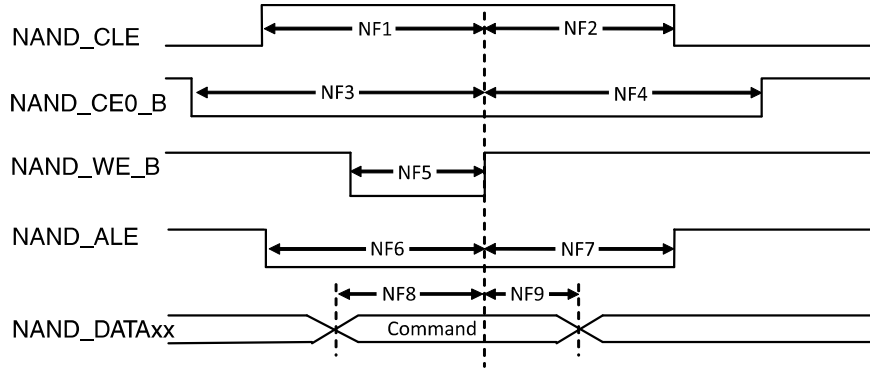 NAND_CLE NF1 NF2
NAND_CE0_B NF3 NF4
NAND_WE_B NF5
NAND_ALE NF6 NF7
NF8 NF9
NAND_DATAxx Command